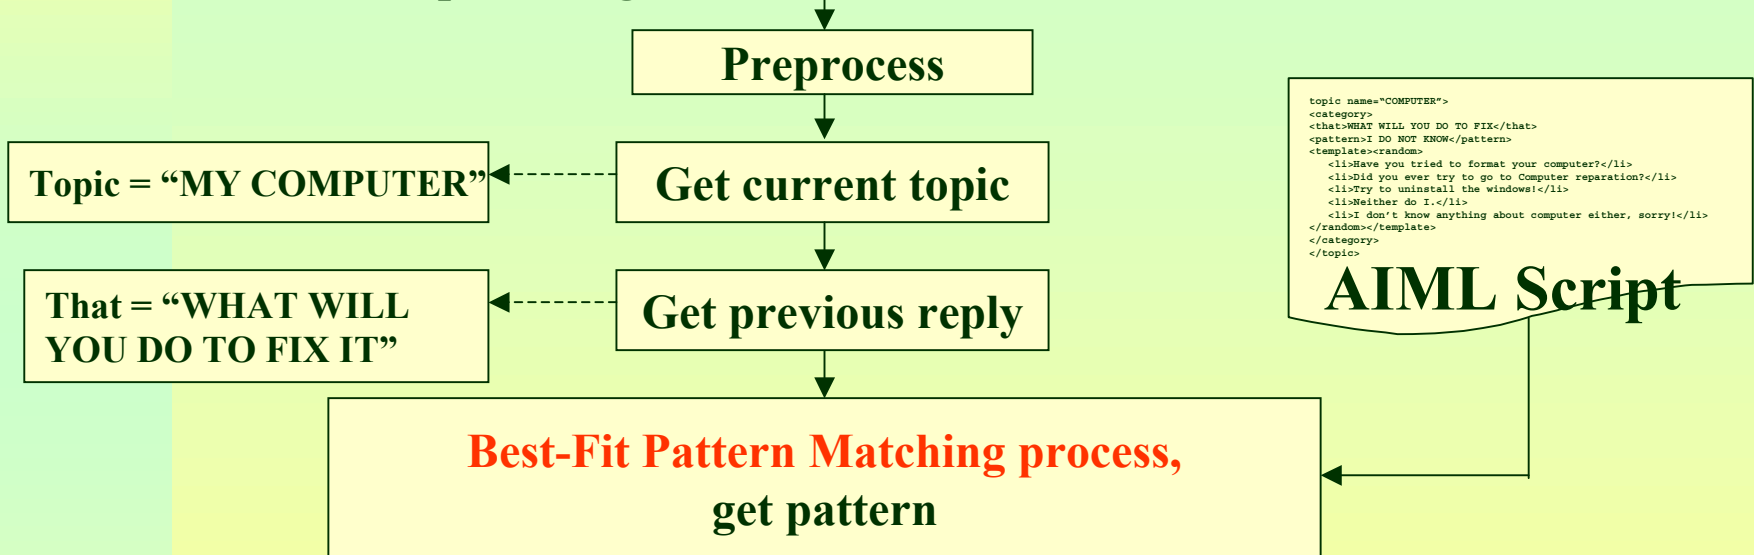 Preprocess
topic name="COMPUTER">
<category>
<that>WHAT WILL YOU DO TO FIX</that>
<pattern>I DO NOT KNOW</pattern>
<template><random>
<li>Have you tried to format your computer?</li>
<li>Did you ever try to go to Computer reparation?</li>
<li>Try to uninstall the windows!</li>
<li>Neither do I.</li>
<li>I don't know anything about computer either, sorry!</li>
</random></template>
</category>
</topic>
AIML Script
Topic = “MY COMPUTER”
Get current topic
That = “WHAT WILL
YOU DO TO FIX IT”
Get previous reply
Best-Fit Pattern Matching process,
get pattern